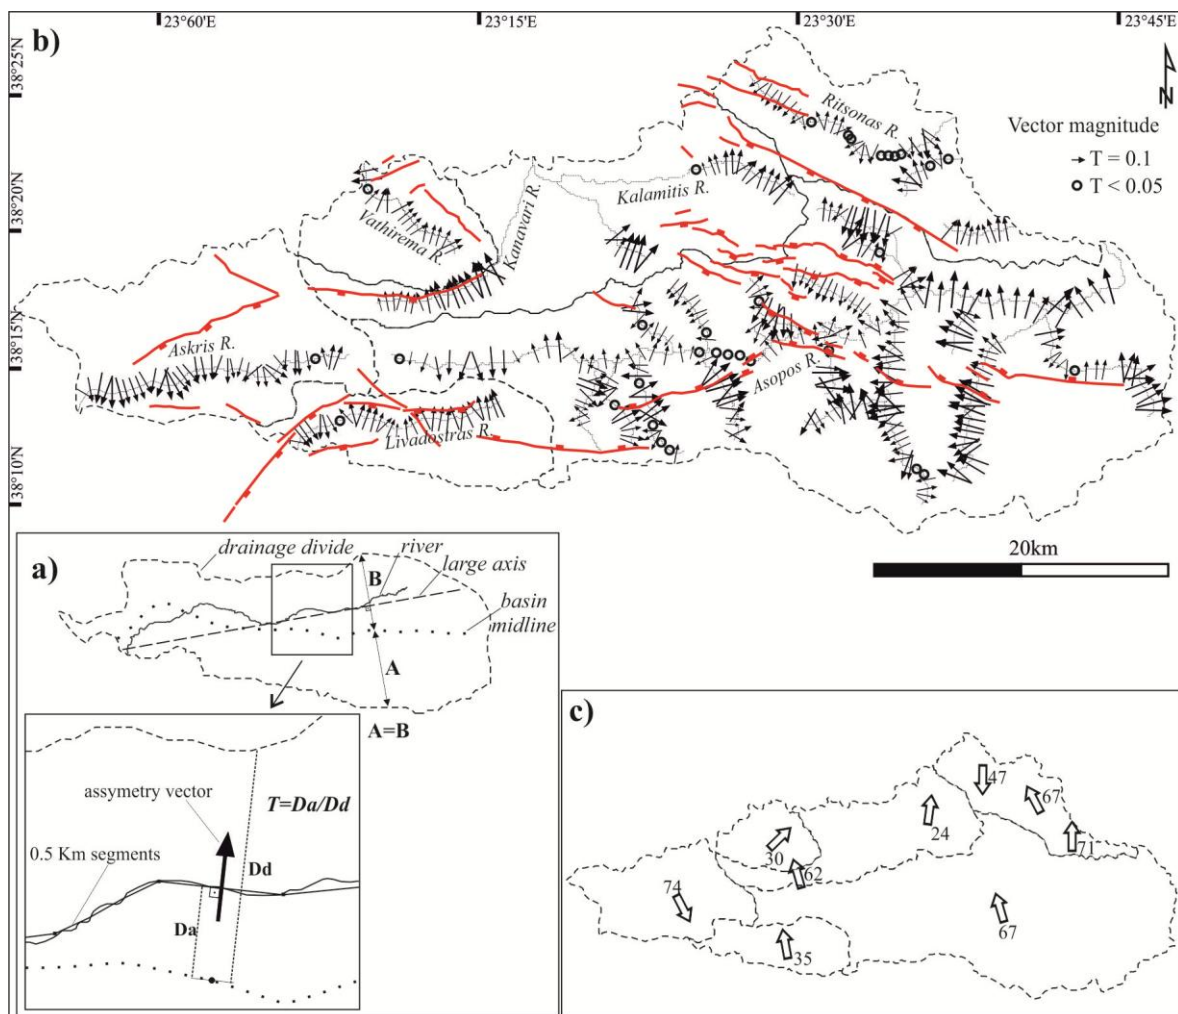 23°60'E
23°15'E
23°30'E
23°45'E
b)
38°25'N
38°20'N
38°15'N
38°10'N
N
Ritsonas R.
Vector magnitude
T = 0.1
T < 0.05
Kalamitis R.
Kanavari R.
Vathirema R
Askris R.
Asopos R.
Livadostras R.
20km
a)
drainage divide
river
large axis
B
basin
midline
A
A=B
assymetry vector
T=Da/Dd
0.5 Km segments
Dd
Da
c)
47
67
24
71
30
62
74
67
35